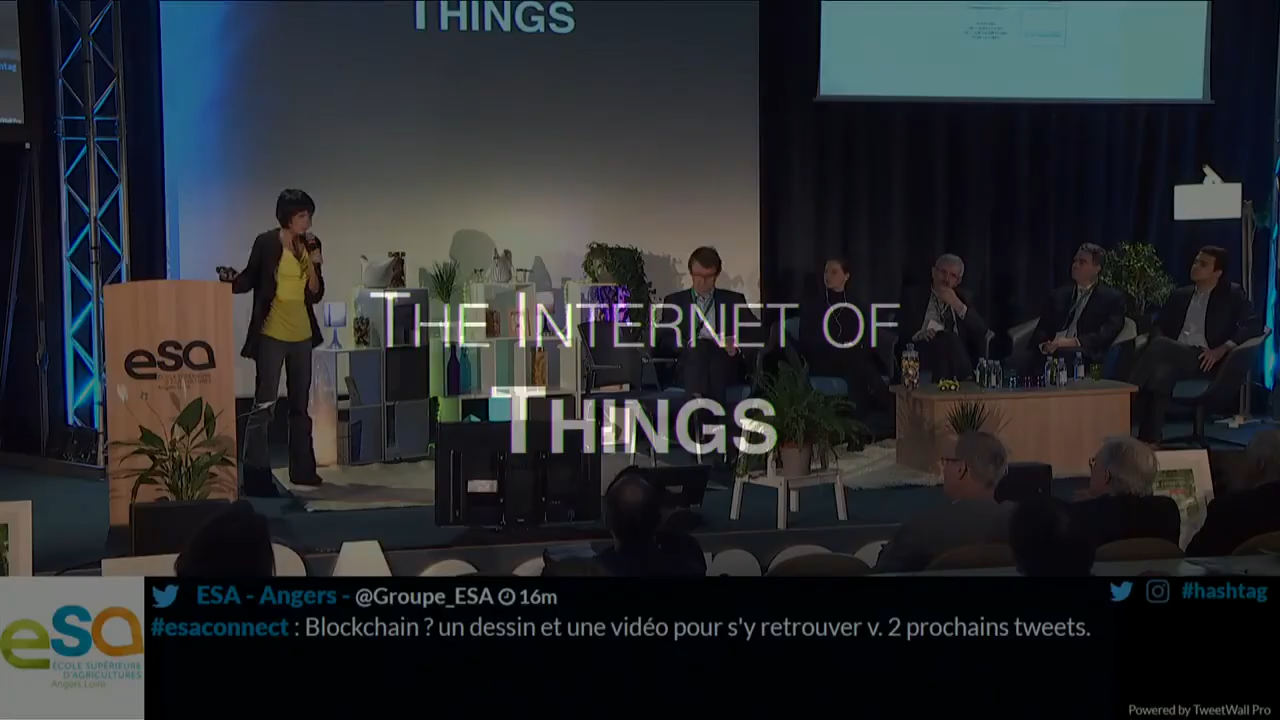 THINGS
htag
THE INTERNET OF
THINGS
esa
ESA - Angers - @Groupe_ESA 16m
#hashtag
#esaconnect : Blockchain ? un dessin et une vidéo pour s'y retrouver v. 2 prochains tweets.
esa
ÉCOLE SUPÉRIEURE
D'AGRICULTURES
Angers Loire
Powered by TweetWall Pro